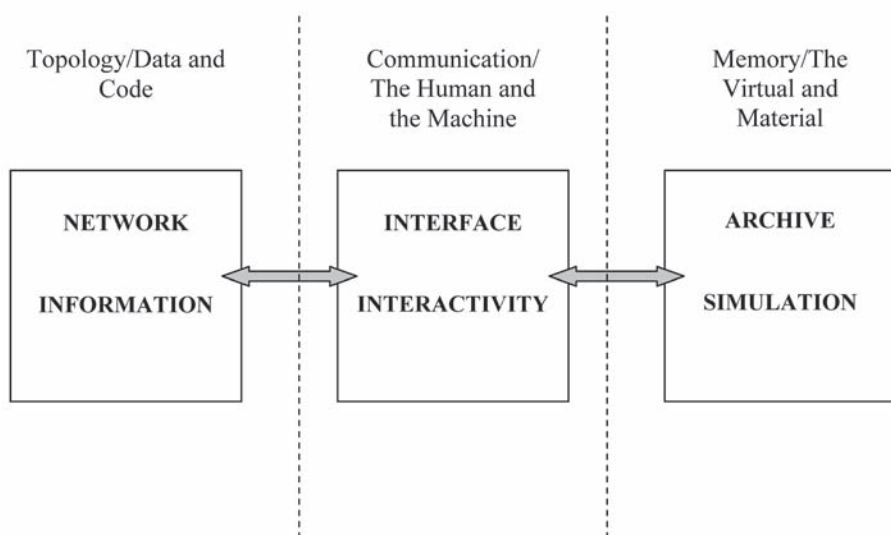 Topology/Data and
Code
Communication/
The Human and
the Machine
Memory/The
Virtual and
Material
NETWORK
INFORMATION
INTERFACE
INTERACTIVITY
ARCHIVE
SIMULATION